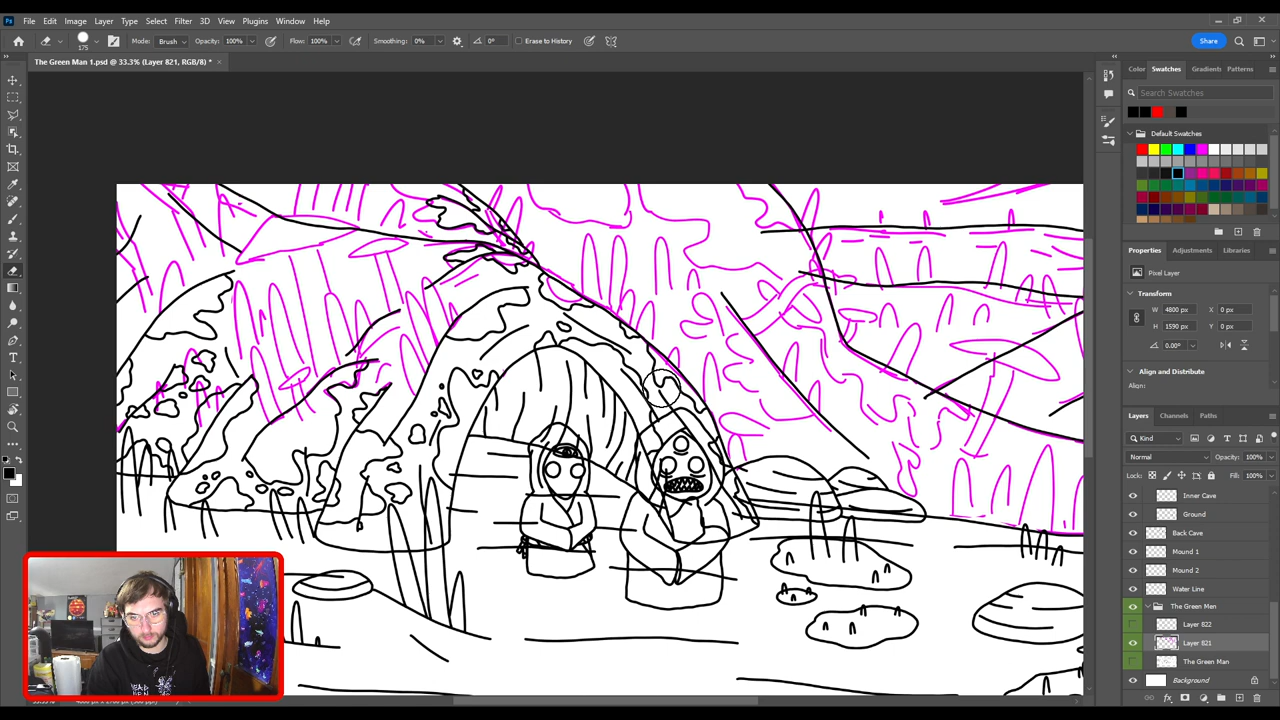 Ps File Edit Image Layer Type Select Filter 3D View Plugins Window Help
175 Mode: Brush Opacity: 100% Flow: 100% Smoothing: 0% 0° Erase to History Share
The Green Man 1.psd @ 33.3% (Layer 821, RGB/8) * ×
Color Swatches Gradients Patterns
Search Swatches
Default Swatches
Properties Adjustments Libraries
Pixel Layer
Transform
W 4800 px X 0 px
H 1590 px Y 0 px
0.00°
Align and Distribute
Align:
Layers Channels Paths
Kind
Normal Opacity: 100%
Lock: Fill: 100%
Inner Cave
Ground
Back Cave
Mound 1
Mound 2
Water Line
The Green Men
Layer 822
Layer 821
The Green Man
Background